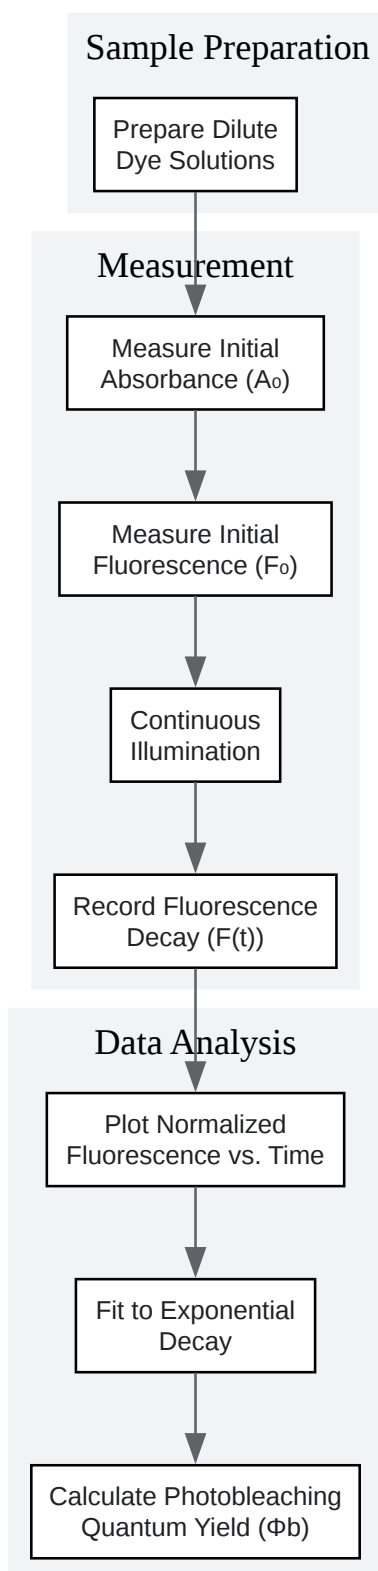 Sample Preparation
Prepare Dilute
Dye Solutions
Measurement
Measure Initial
Absorbance (A₀)
Measure Initial
Fluorescence (F₀)
Continuous
Illumination
Record Fluorescence
Decay (F(t))
Data Analysis
Plot Normalized
Fluorescence vs. Time
Fit to Exponential
Decay
Calculate Photobleaching
Quantum Yield (Φb)